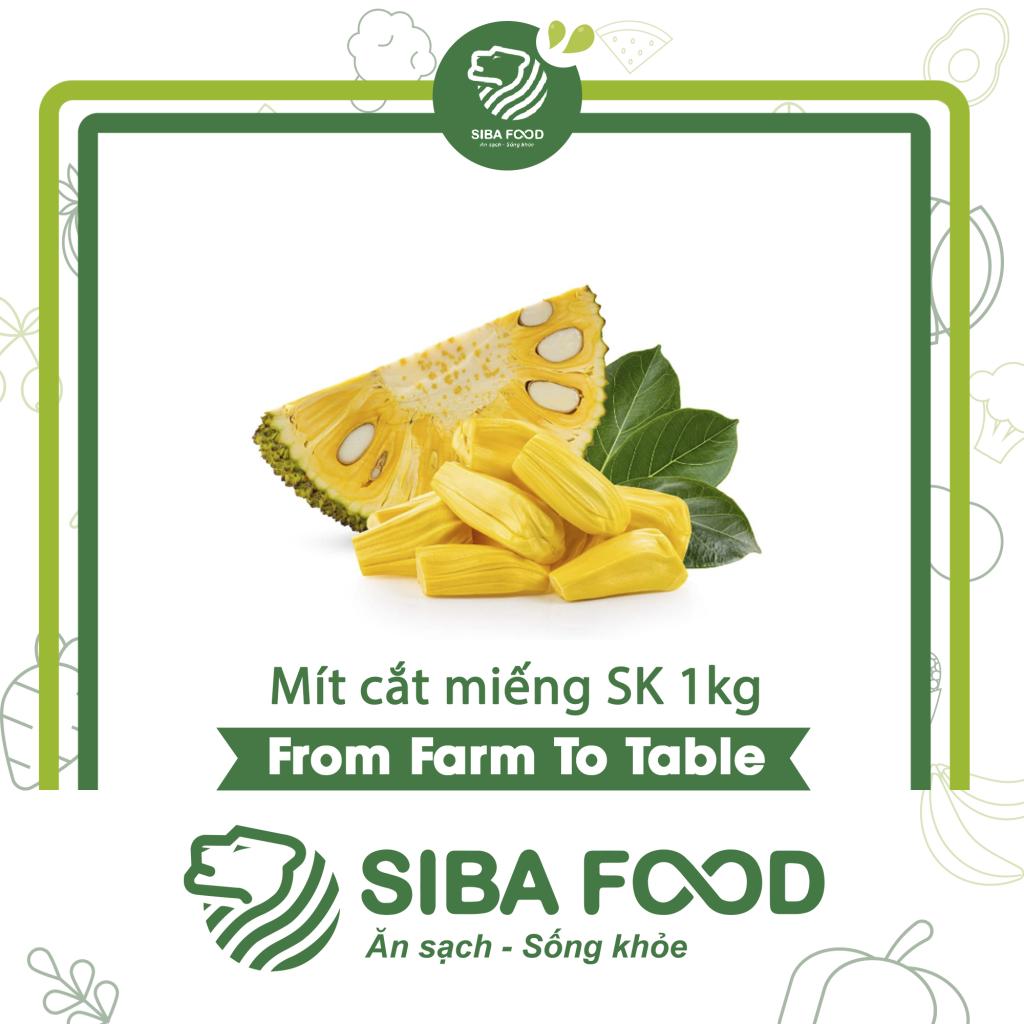 SIBA FOOD
Ăn sạch - Sống khỏe
Mít cắt miếng SK 1kg
From Farm To Table
SIBA FOOD
Ăn sạch - Sống khỏe